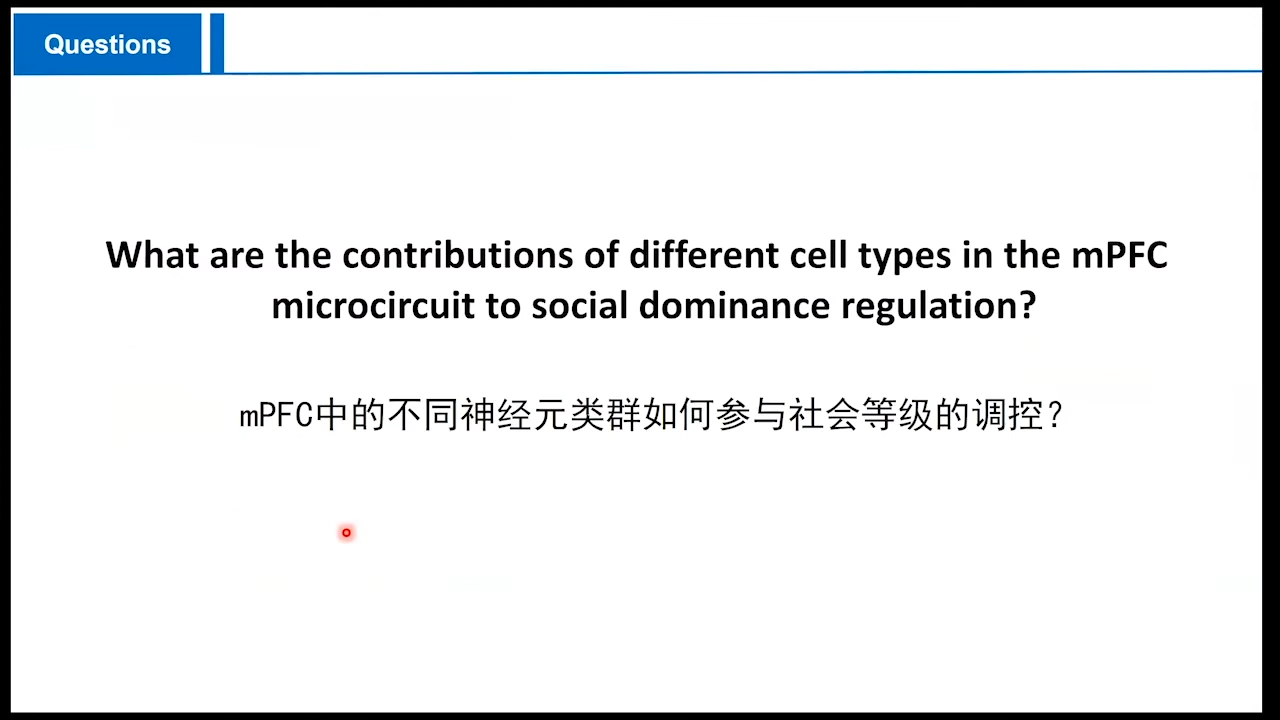 Questions
What are the contributions of different cell types in the mPFC
microcircuit to social dominance regulation?
mPFC中的不同神经元类群如何参与社会等级的调控?